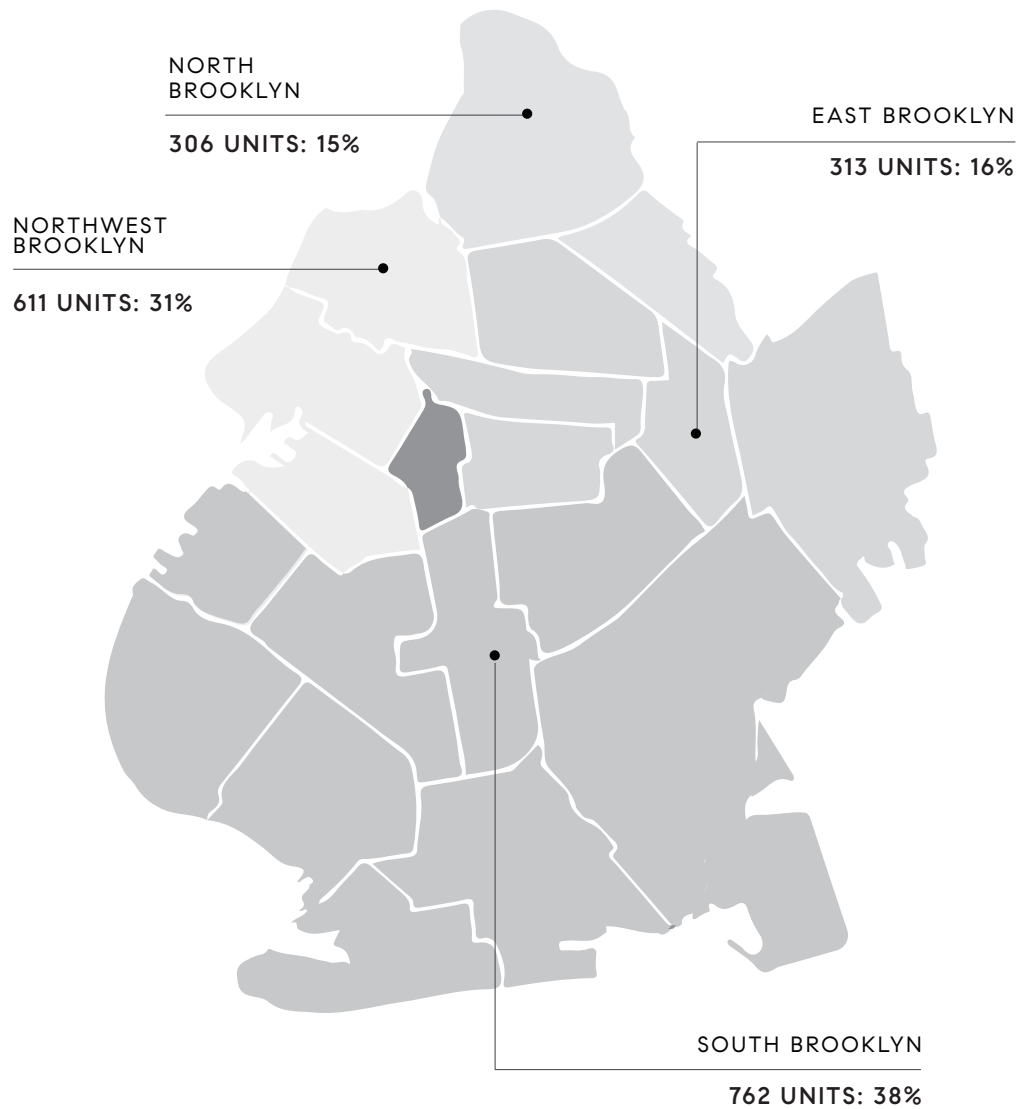 NORTH
BROOKLYN
306 UNITS: 15%
EAST BROOKLYN
313 UNITS: 16%
NORTHWEST
BROOKLYN
611 UNITS: 31%
SOUTH BROOKLYN
762 UNITS: 38%